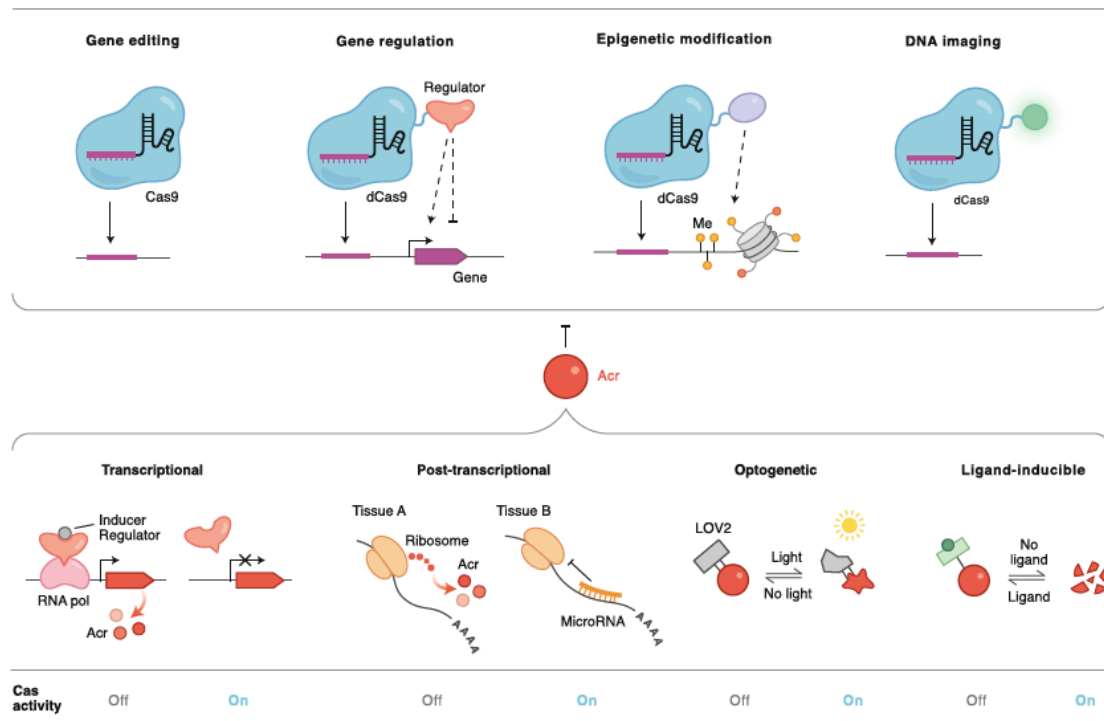 Gene editing
Gene regulation
Epigenetic modification
DNA imaging
Regulator
Cas9
dCas9
dCas9
dCas9
Me
Gene
Acr
Transcriptional
Post-transcriptional
Optogenetic
Ligand-inducible
Inducer
Regulator
RNA pol
Acr
Tissue A
Ribosome
Acr
AAAA
Tissue B
MicroRNA
AAAA
LOV2
Light
No light
No
ligand
Ligand
Cas
activity
Off
On
Off
On
Off
On
Off
On